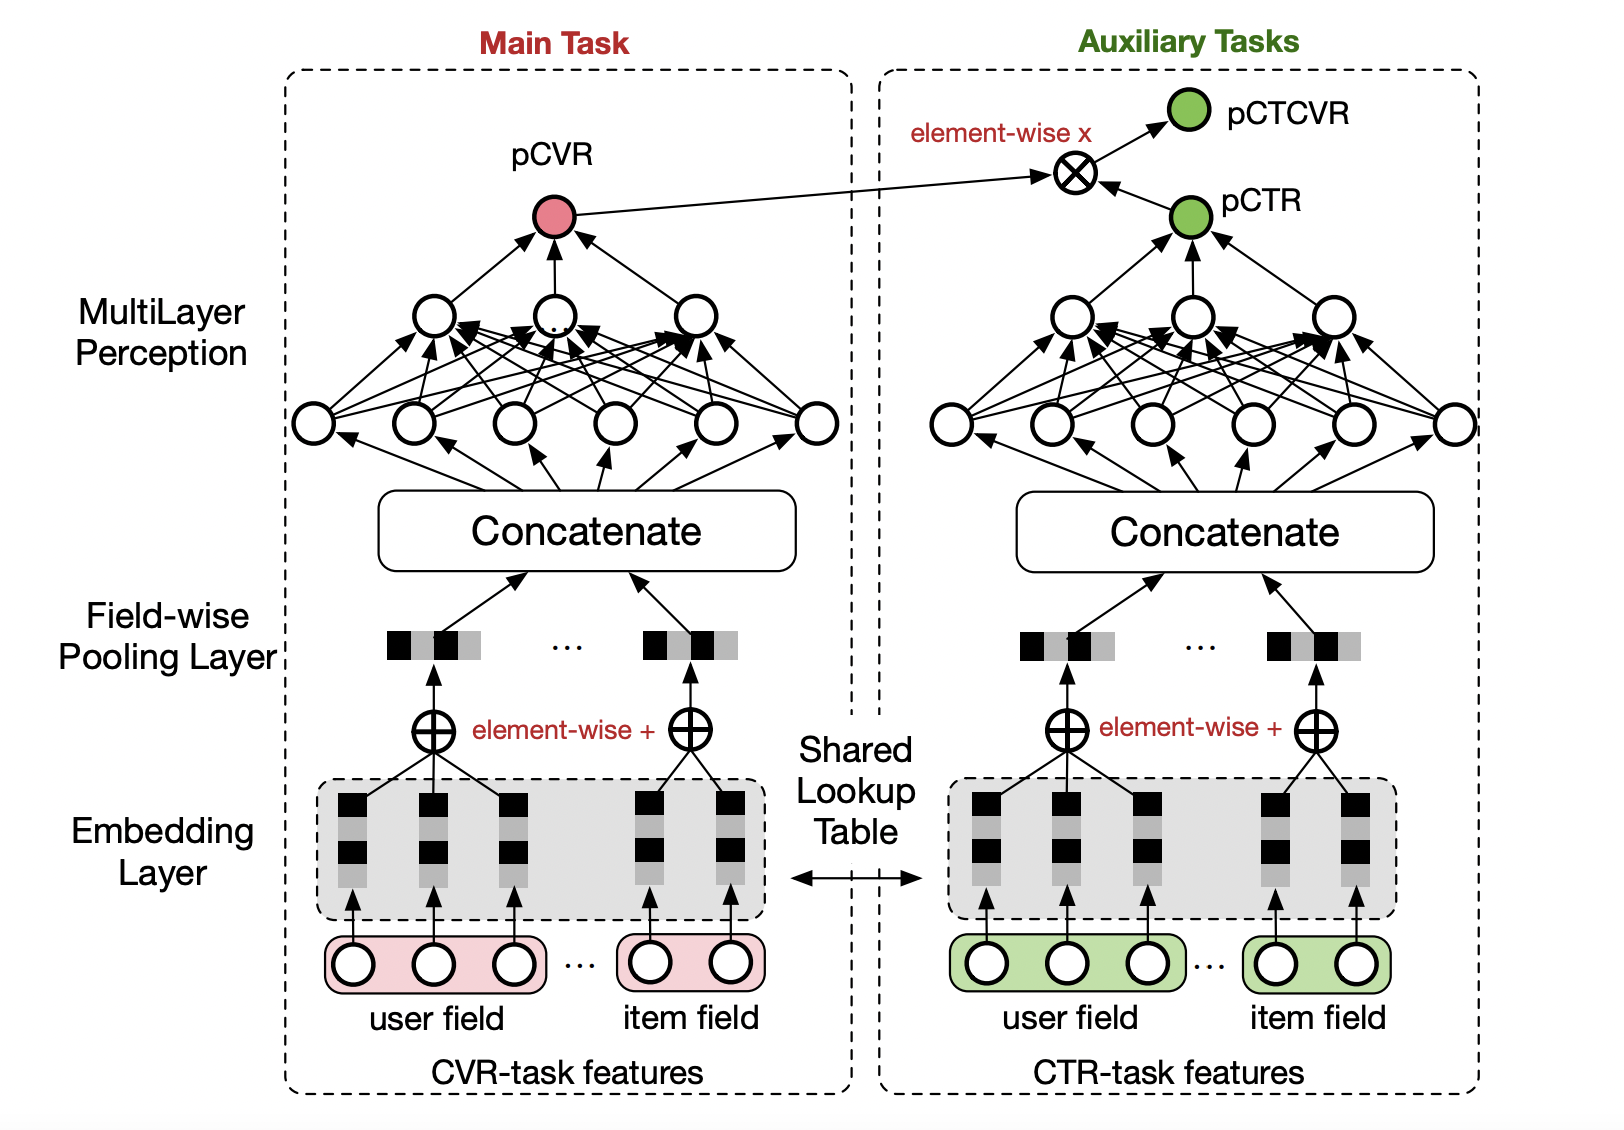 Main Task
Auxiliary Tasks
pCTCVR
element-wise x
pCVR
pCTR
MultiLayer
Perception
...
Concatenate
Concatenate
Field-wise
Pooling Layer
...
...
element-wise +
element-wise +
Shared
Lookup
Table
Embedding
Layer
...
...
user field
item field
user field
item field
CVR-task features
CTR-task features